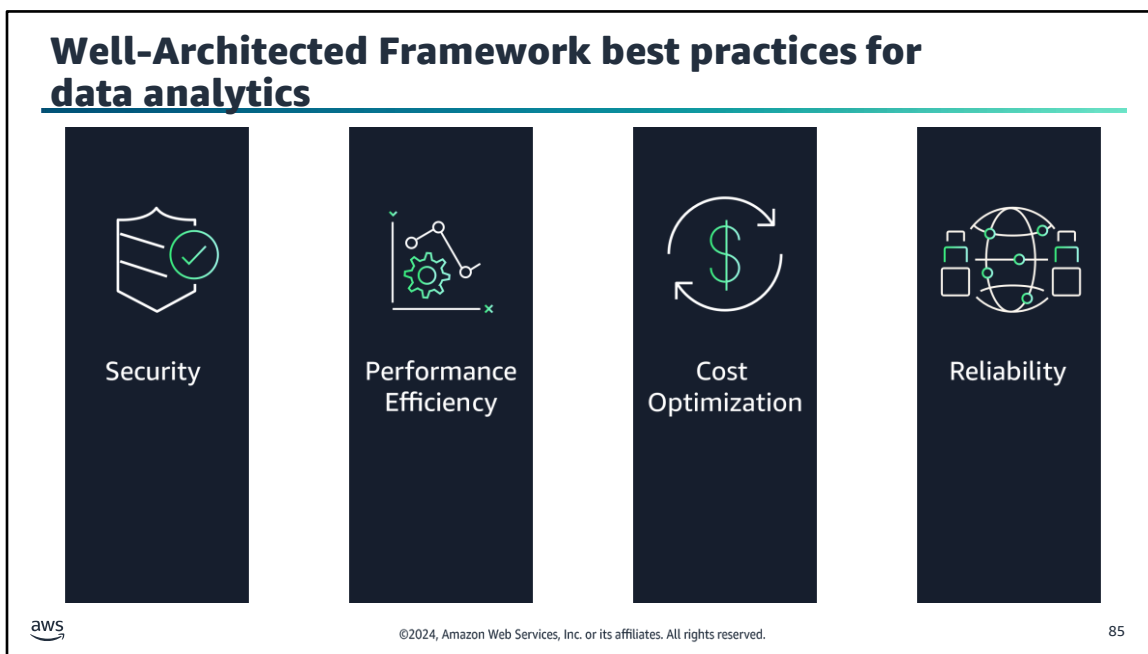 Well-Architected Framework best practices for
data analytics
Security
Performance
Efficiency
Cost
Optimization
Reliability
aws
©2024, Amazon Web Services, Inc. or its affiliates. All rights reserved.
85